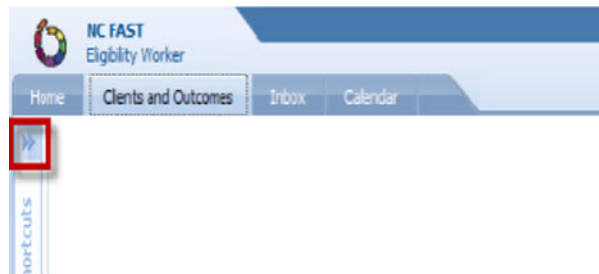 NC FAST
Eligibility Worker
Home Clients and Outcomes Inbox Calendar
»
hortcuts